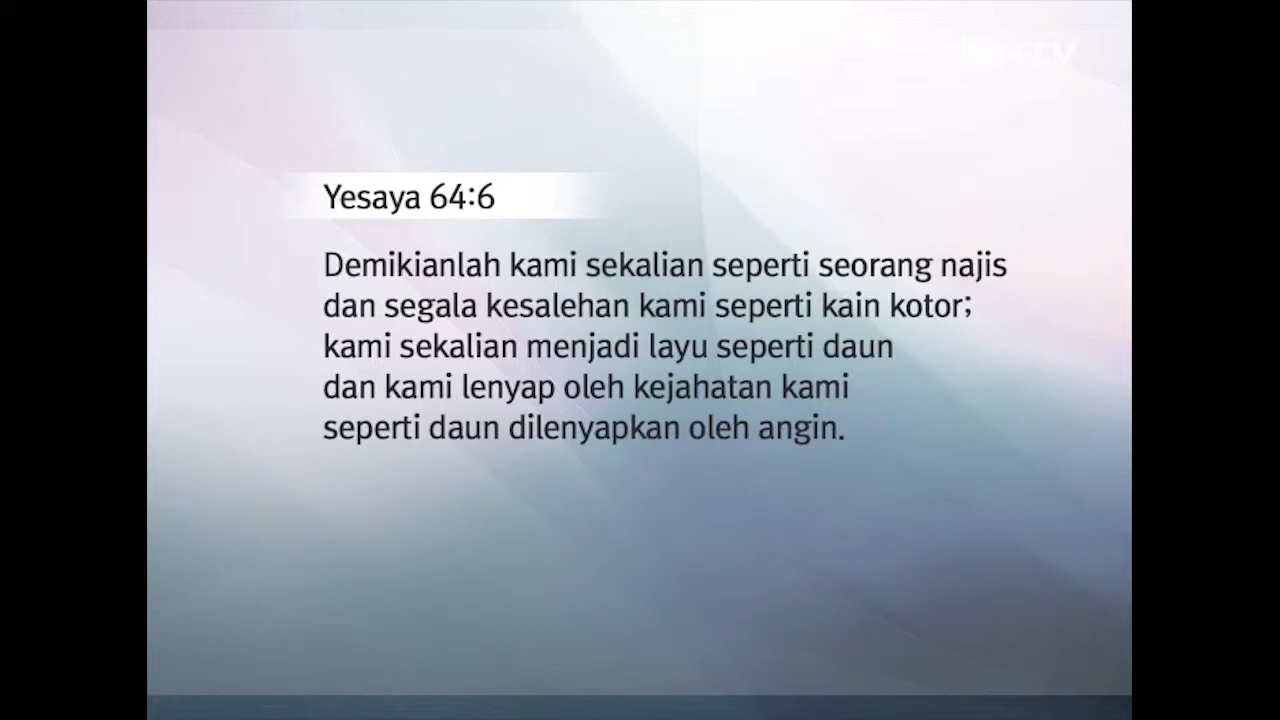 Yesaya 64:6
Demikianlah kami sekalian seperti seorang najis
dan segala kesalehan kami seperti kain kotor;
kami sekalian menjadi layu seperti daun
dan kami lenyap oleh kejahatan kami
seperti daun dilenyapkan oleh angin.